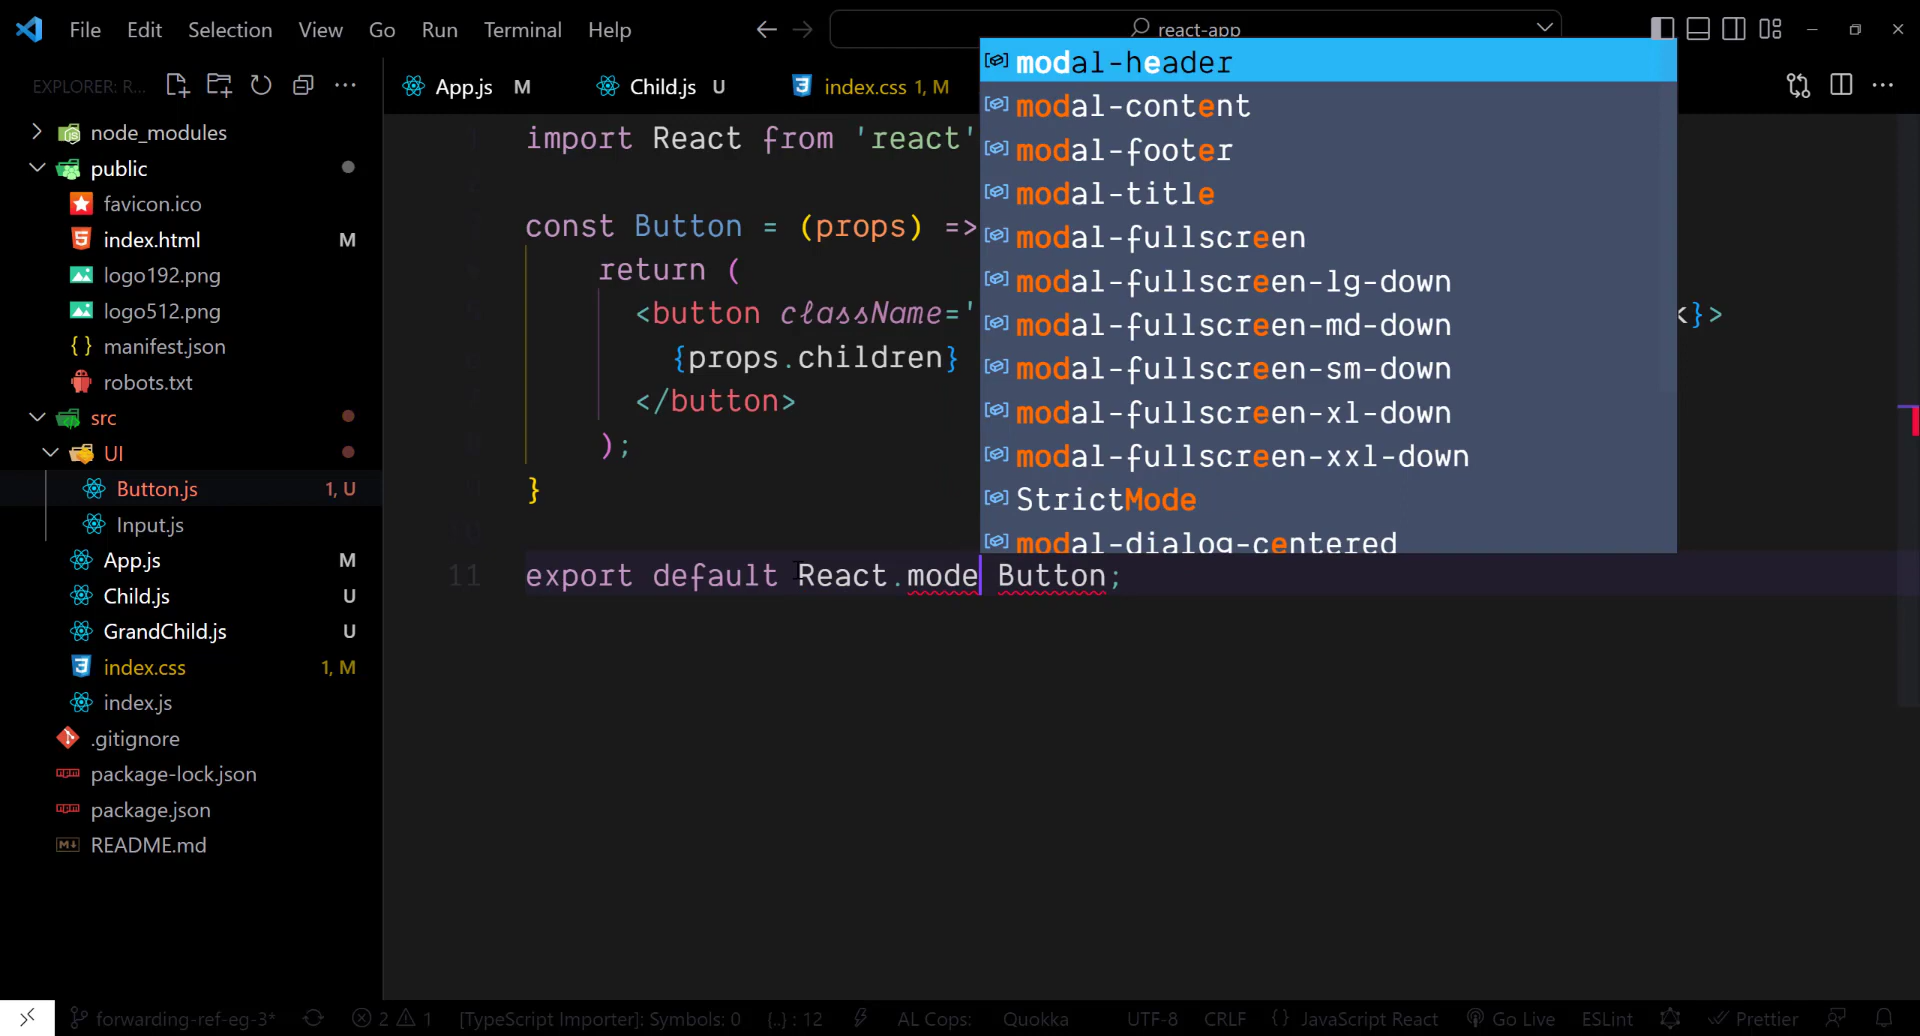 File Edit Selection View Go Run Terminal Help
react-app
EXPLORER: R...
App.js M
Child.js U
index.css 1, M
node_modules
public
favicon.ico
index.html M
logo192.png
logo512.png
manifest.json
robots.txt
src
UI
Button.js 1, U
Input.js
App.js M
Child.js U
GrandChild.js U
index.css 1, M
index.js
.gitignore
package-lock.json
package.json
README.md
import React from 'react'
const Button = (props) =>
return (
<button className='
}>
{props.children}
</button>
);
}
10
11 export default React.mode Button;
modal-header
modal-content
modal-footer
modal-title
modal-fullscreen
modal-fullscreen-lg-down
modal-fullscreen-md-down
modal-fullscreen-sm-down
modal-fullscreen-xl-down
modal-fullscreen-xxl-down
StrictMode
modal-dialog-centered
forwarding-ref-eg-3* 2 1 [TypeScript Importer]: Symbols: 0 {..} : 12 AL Cops: Quokka UTF-8 CRLF {} JavaScript React Go Live ESLint Prettier